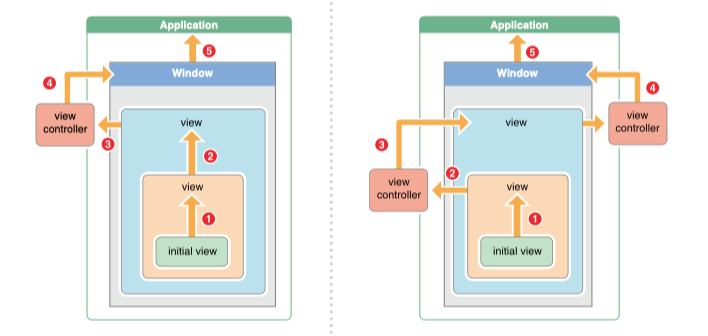 Application
5
Window
4
view
controller
3
view
2
view
1
initial view
Application
5
Window
4
view
controller
view
3
2
view
controller
view
1
initial view